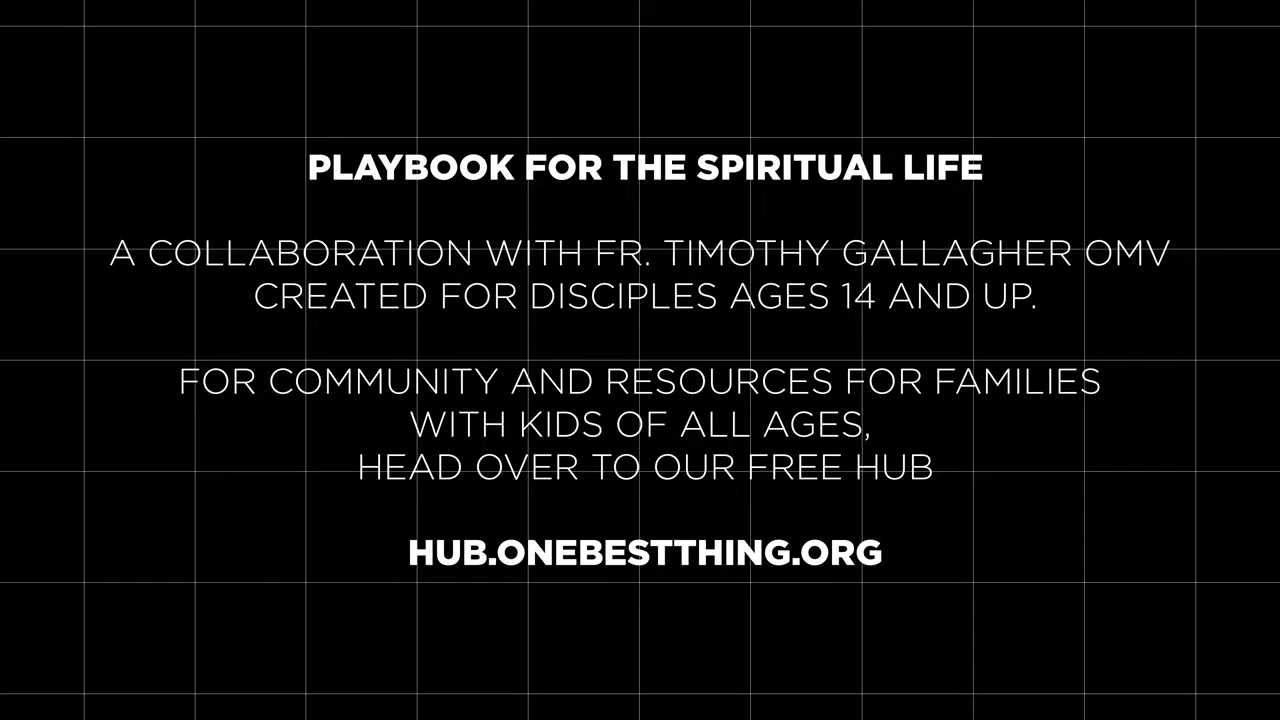 PLAYBOOK FOR THE SPIRITUAL LIFE
A COLLABORATION WITH FR. TIMOTHY GALLAGHER OMV
CREATED FOR DISCIPLES AGES 14 AND UP.
FOR COMMUNITY AND RESOURCES FOR FAMILIES
WITH KIDS OF ALL AGES,
HEAD OVER TO OUR FREE HUB
HUB.ONEBESTTHING.ORG